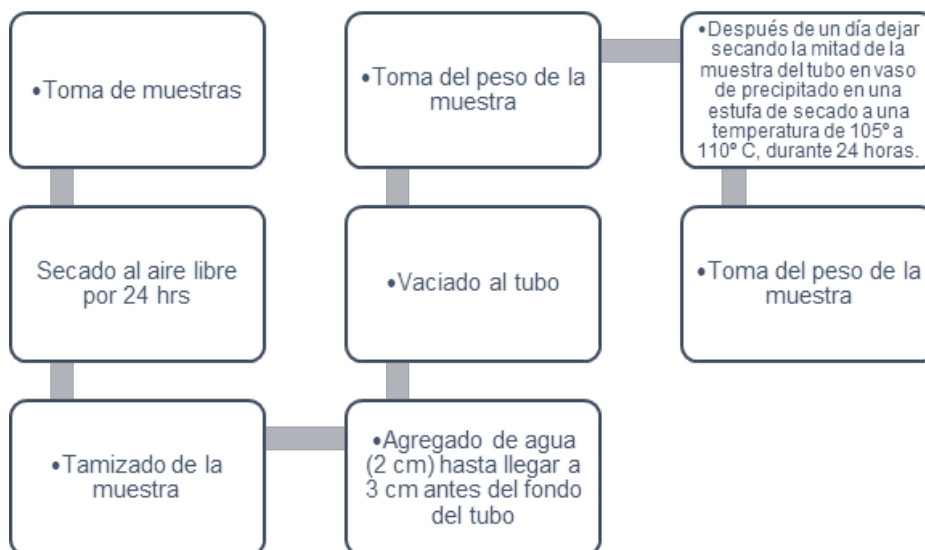 •Toma de muestras
Secado al aire libre
por 24 hrs
•Tamizado de la
muestra
•Agregado de agua
(2 cm) hasta llegar a
3 cm antes del fondo
del tubo
•Vaciado al tubo
•Toma del peso de la
muestra
•Después de un día dejar
secando la mitad de la
muestra del tubo en vaso
de precipitado en una
estufa de secado a una
temperatura de 105º a
110º C, durante 24 horas.
•Toma del peso de la
muestra